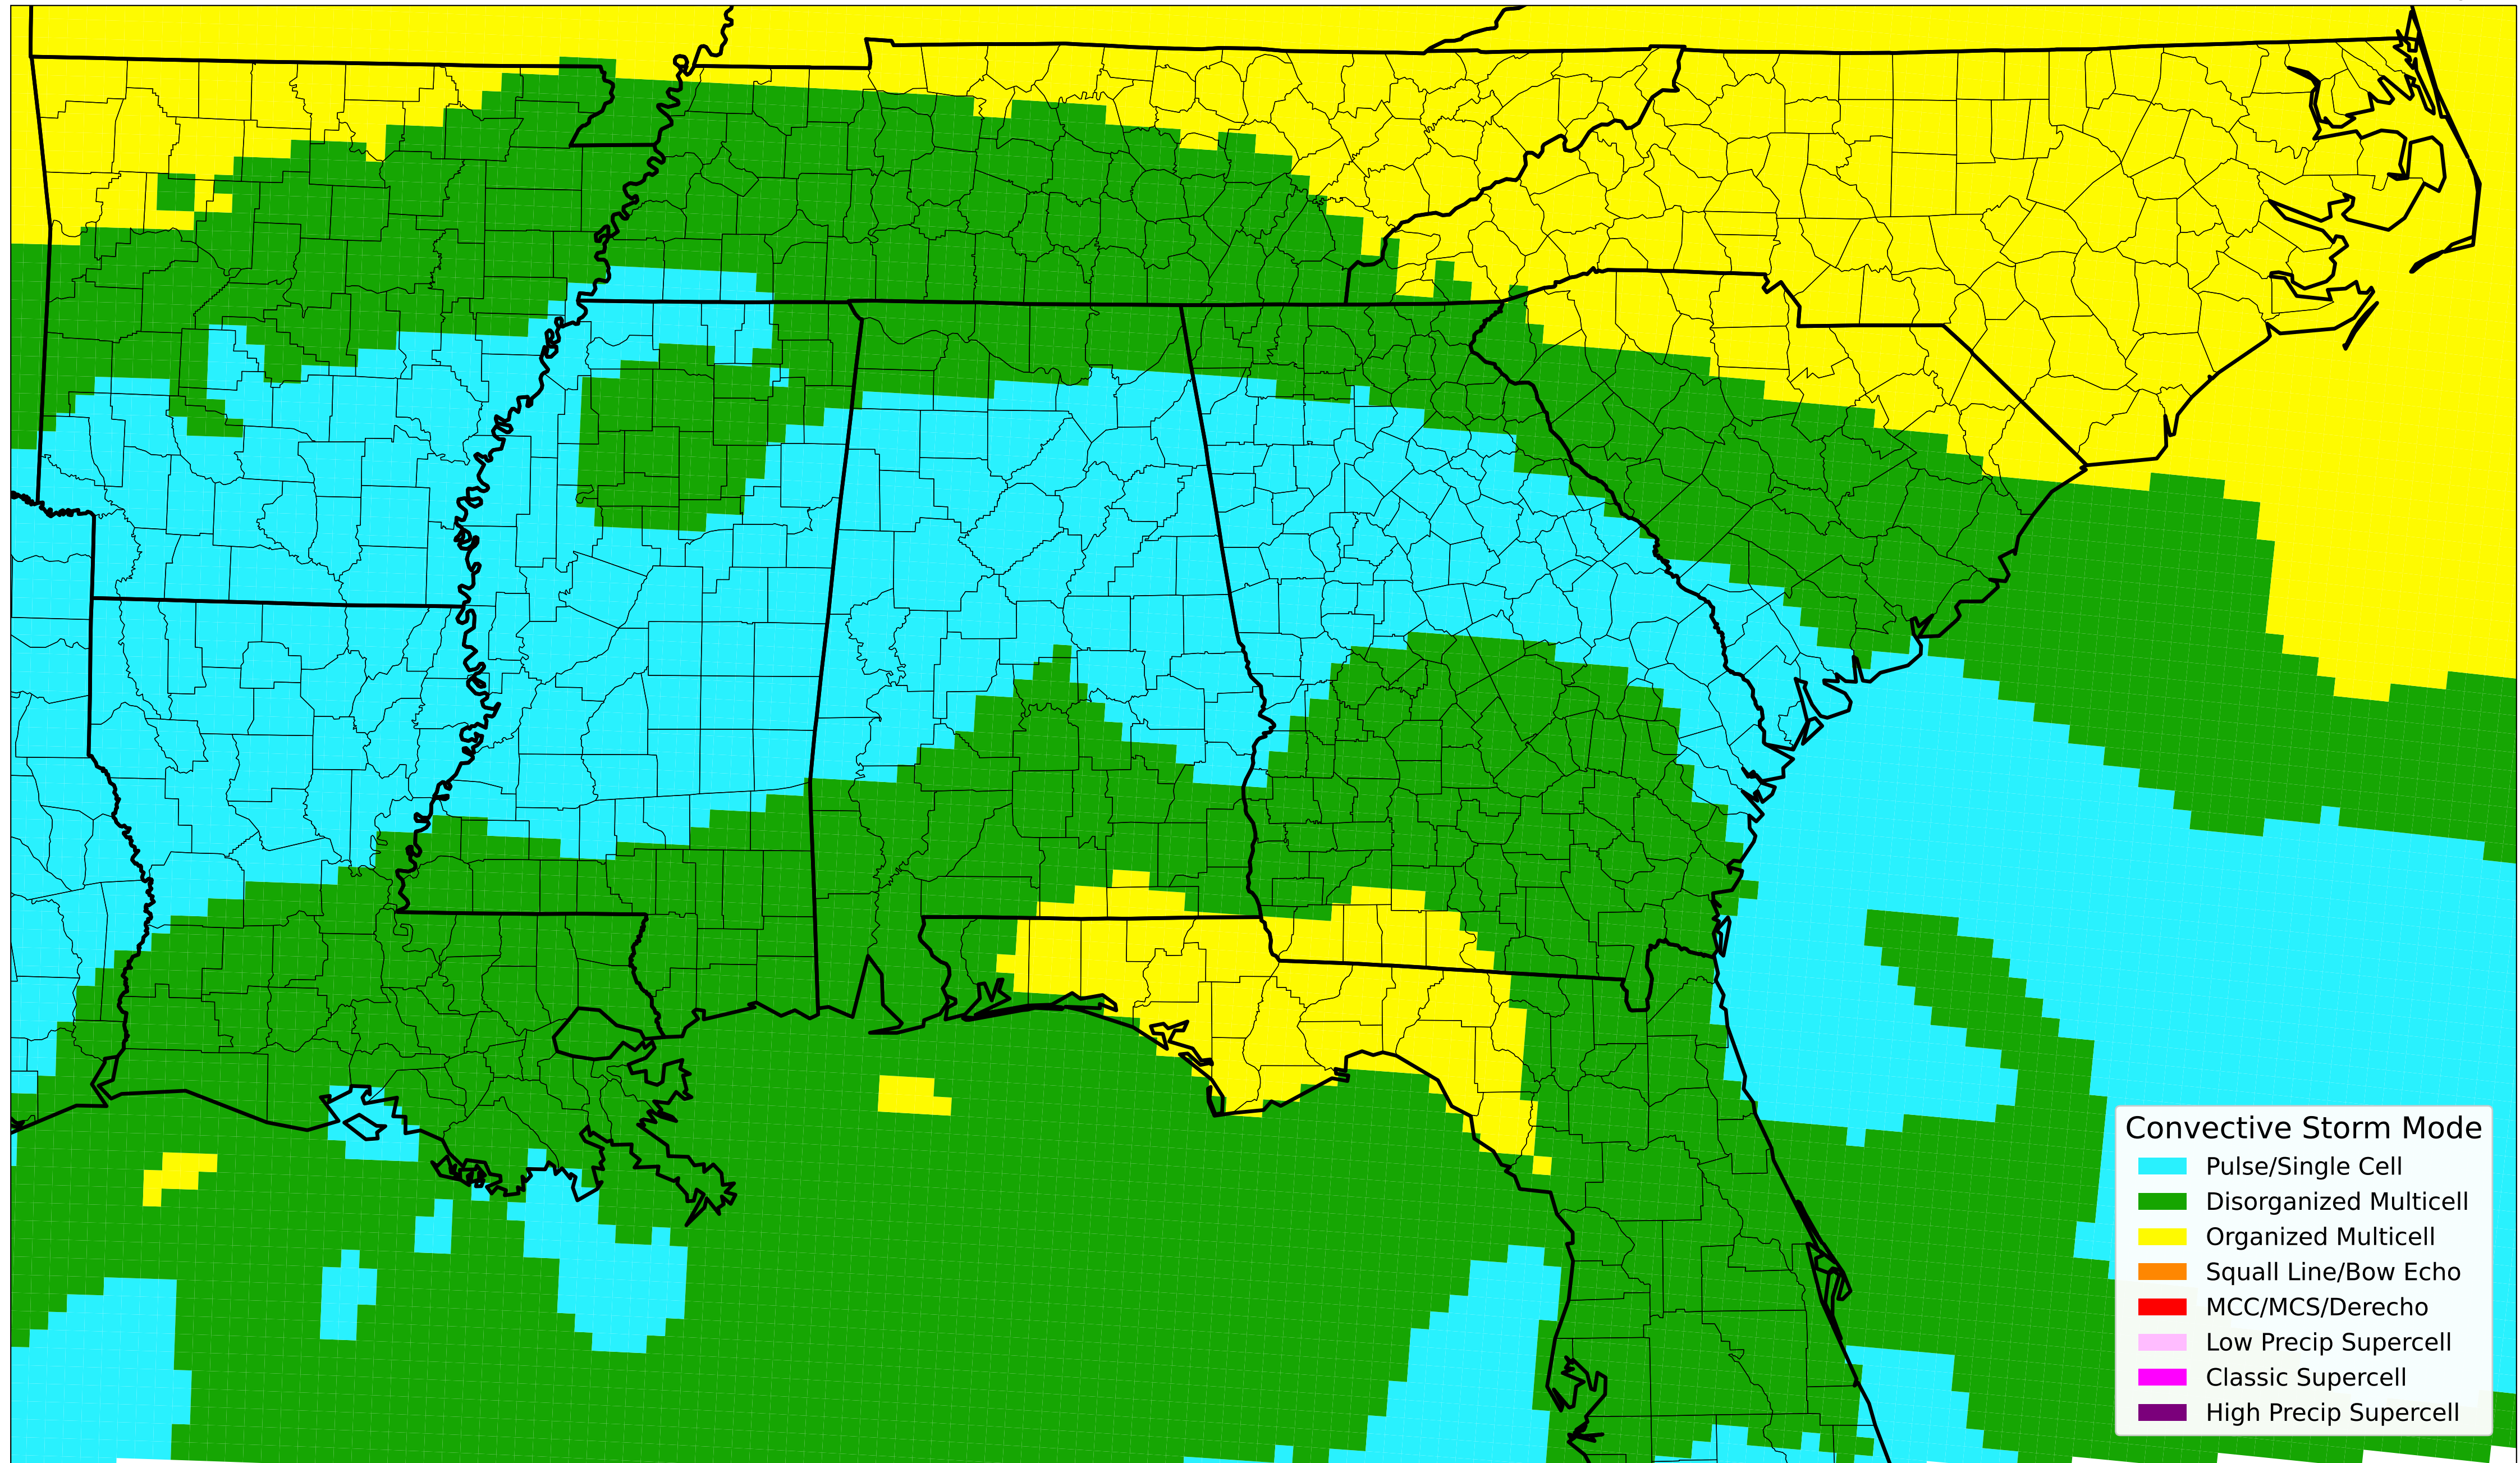 Convective Storm Mode
Pulse/Single Cell
Disorganized Multicell
Organized Multicell
Squall Line/Bow Echo
MCC/MCS/Derecho
Low Precip Supercell
Classic Supercell
High Precip Supercell